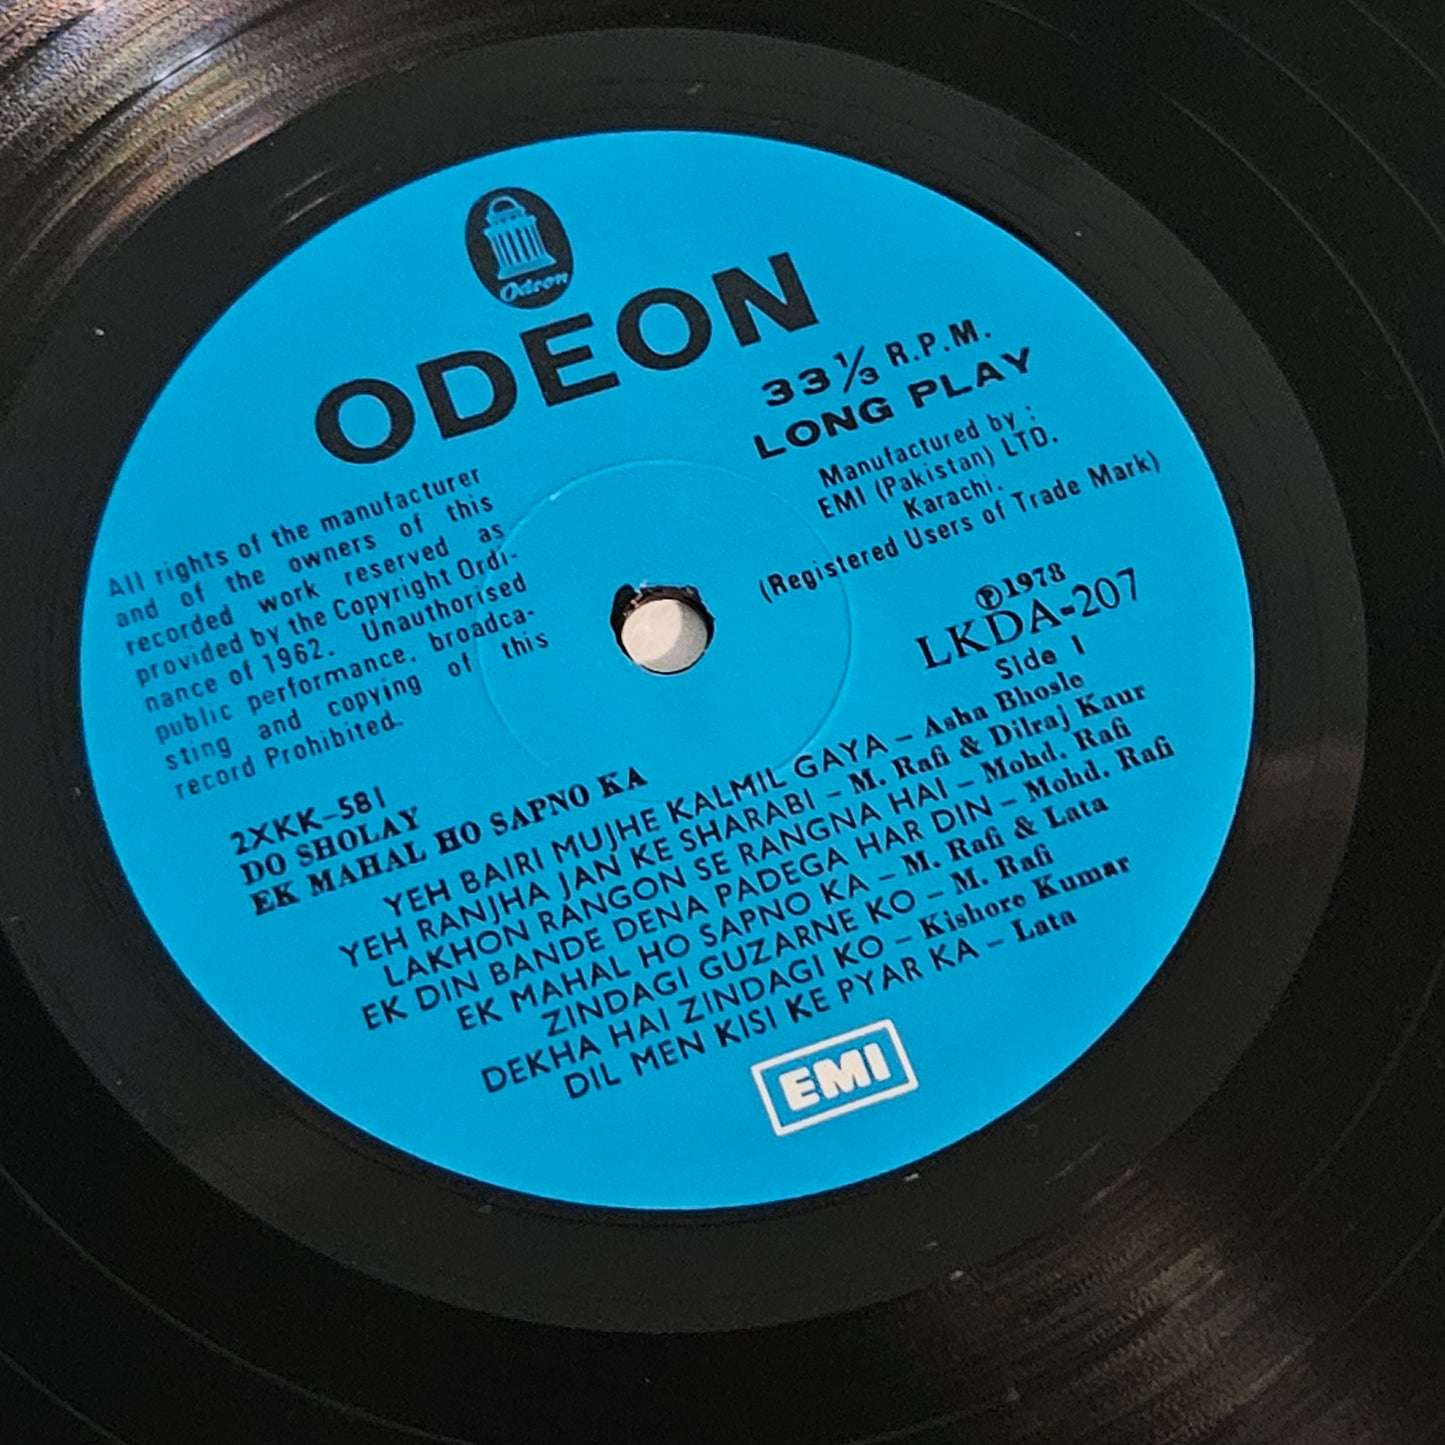 Odeon
ODEON
33 1/3 R.P.M.
LONG PLAY
Manufactured by :
EMI (Pakistan) LTD.
Karachi.
(Registered Users of Trade Mark)
All rights of the manufacturer
and of the owners of this
recorded work reserved as
provided by the Copyright Ordi-
nance of 1962. Unauthorised
public performance, broadca-
sting and copying of this
record Prohibited.
Ⓟ1978
LKDA-207
Side 1
2XKK-581
DO SHOLAY
EK MAHAL HO SAPNO KA
YEH BAIRI MUJHE KALMIL GAYA – Asha Bhosle
YEH RANJHA JAN KE SHARABI – M. Rafi & Dilraj Kaur
LAKHON RANGON SE RANGNA HAI – Mohd. Rafi
EK DIN BANDE DENA PADEGA HAR DIN – Mohd. Rafi
EK MAHAL HO SAPNO KA – M. Rafi & Lata
ZINDAGI GUZARNE KO – M. Rafi
DEKHA HAI ZINDAGI KO – Kishore Kumar
DIL MEN KISI KE PYAR KA – Lata
EMI